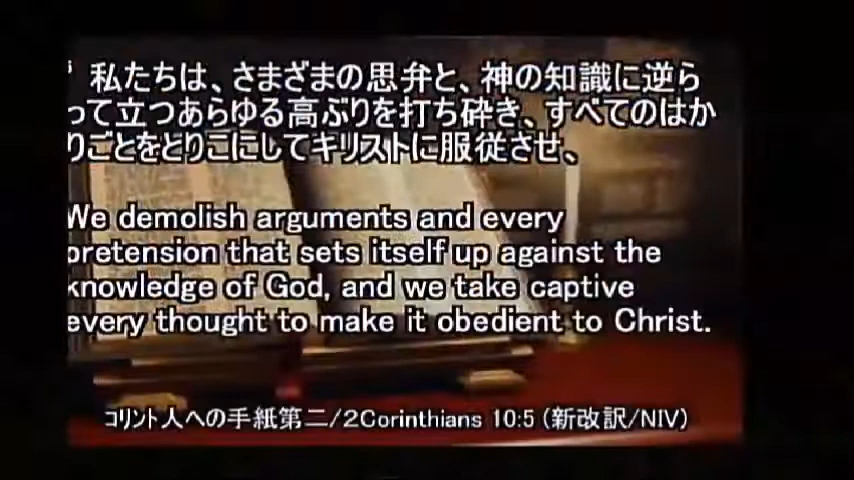 5 私たちは、さまざまの思弁と、神の知識に逆ら
って立つあらゆる高ぶりを打ち砕き、すべてのはか
りごとをとりこにしてキリストに服従させ、
We demolish arguments and every
pretension that sets itself up against the
knowledge of God, and we take captive
every thought to make it obedient to Christ.
コリント人への手紙第二/2Corinthians 10:5 (新改訳/NIV)